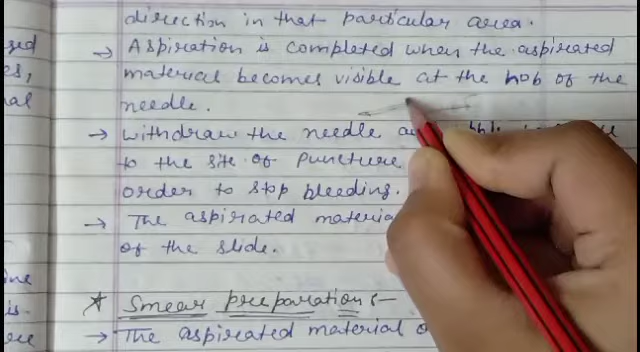 direction in that particular area.
→ Aspiration is completed when the aspirated
material becomes visible at the hob of the
needle.
→ withdraw the needle
to the site of puncture
order to stop bleeding.
→ The aspirated materia
of the slide.
* Smear preparation :-
→ The aspirated material o